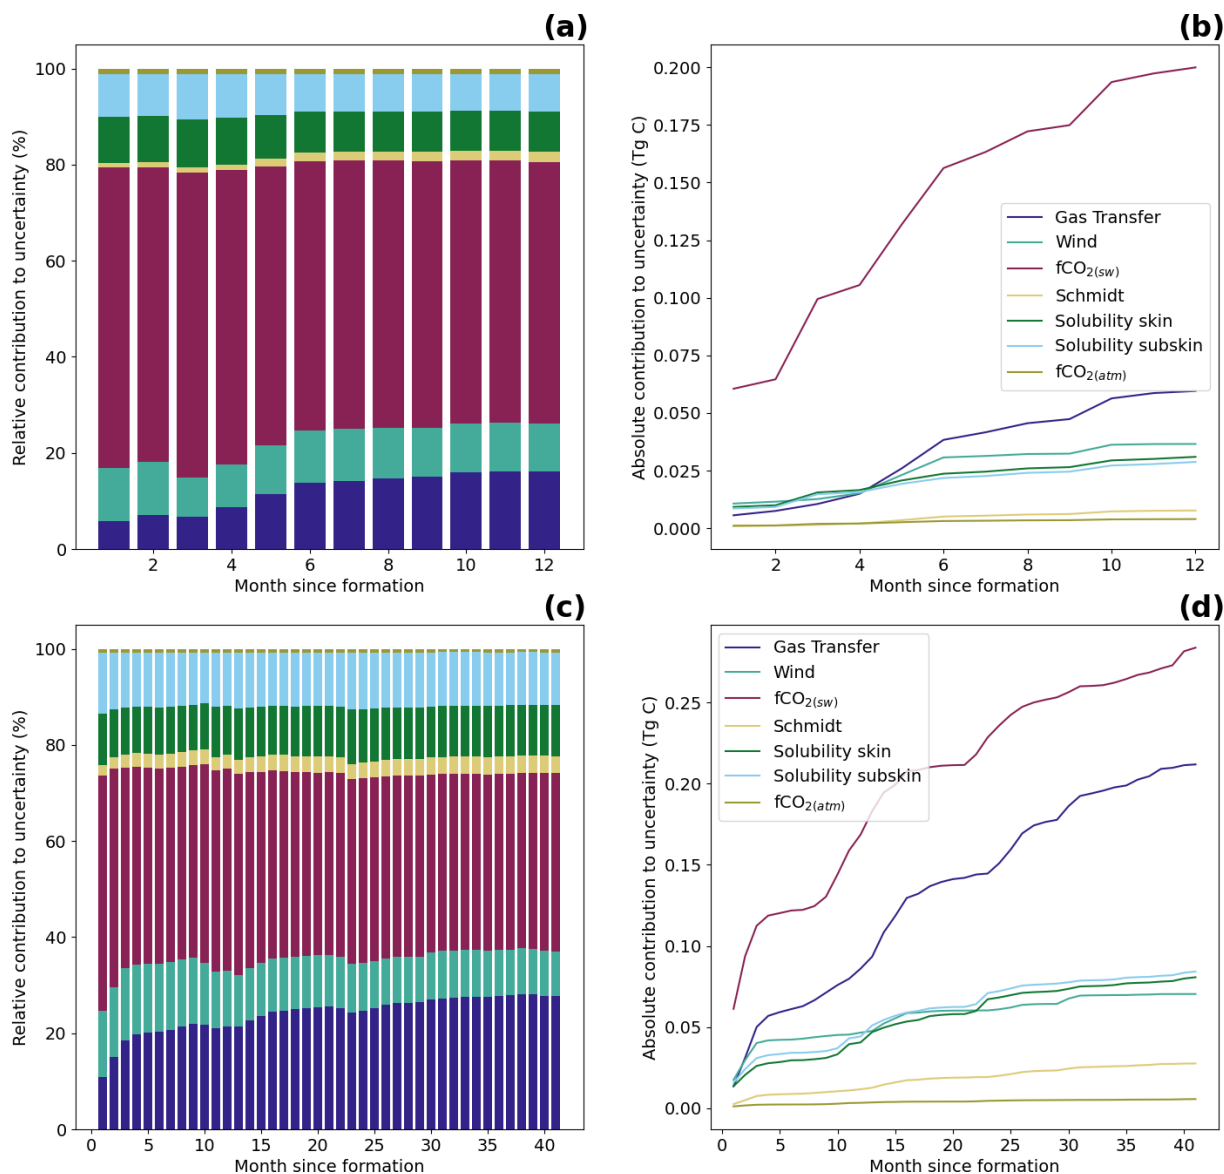 (a)
Relative contribution to uncertainty (%)
100
80
60
40
20
0
2 4 6 8 10 12
Month since formation
(b)
Absolute contribution to uncertainty (Tg C)
0.200
0.175
0.150
0.125
0.100
0.075
0.050
0.025
0.000
Gas Transfer
Wind
fCO2(sw)
Schmidt
Solubility skin
Solubility subskin
fCO2(atm)
2 4 6 8 10 12
Month since formation
(c)
Relative contribution to uncertainty (%)
100
80
60
40
20
0
0 5 10 15 20 25 30 35 40
Month since formation
(d)
Absolute contribution to uncertainty (Tg C)
0.25
0.20
0.15
0.10
0.05
0.00
Gas Transfer
Wind
fCO2(sw)
Schmidt
Solubility skin
Solubility subskin
fCO2(atm)
0 5 10 15 20 25 30 35 40
Month since formation